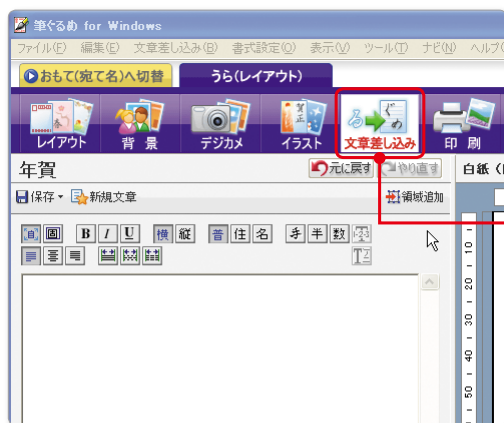 筆ぐるめ for Windows
ファイル(F) 編集(E) 文章差し込み(B) 書式設定(O) 表示(V) ツール(T) ナビ(N) ヘルプ(
おもて(宛て名)へ切替 うら(レイアウト)
レイアウト 背景 デジカメ イラスト 文章差し込み 印刷
年賀 元に戻す やり直す 白紙 (
保存 新規文章 領域追加
B I U 横 縦 普 住 名 手 半 数
10
20
30
40
50